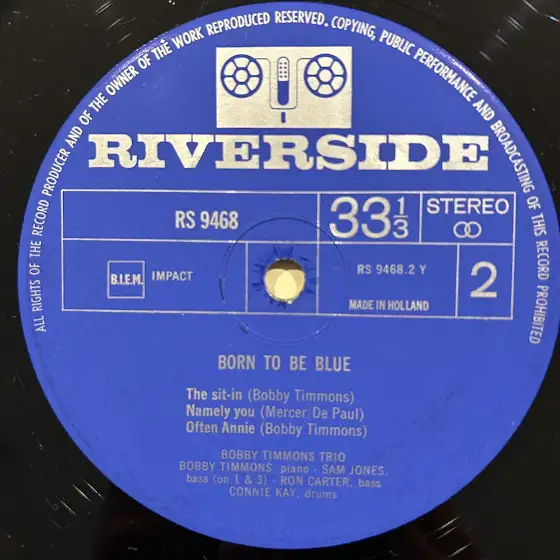 ALL RIGHTS OF THE RECORD PRODUCER AND OF THE OWNER OF THE WORK REPRODUCED RESERVED. COPYING, PUBLIC PERFORMANCE AND BROADCASTING OF THIS RECORD PROHIBITED
RIVERSIDE
RS 9468
33 1/3
STEREO
B.I.E.M.
IMPACT
RS 9468.2 Y
MADE IN HOLLAND
2
BORN TO BE BLUE
The sit-in (Bobby Timmons)
Namely you (Mercer De Paul)
Often Annie (Bobby Timmons)
BOBBY TIMMONS TRIO
BOBBY TIMMONS, piano - SAM JONES,
bass (on 1 & 3) - RON CARTER, bass
CONNIE KAY, drums